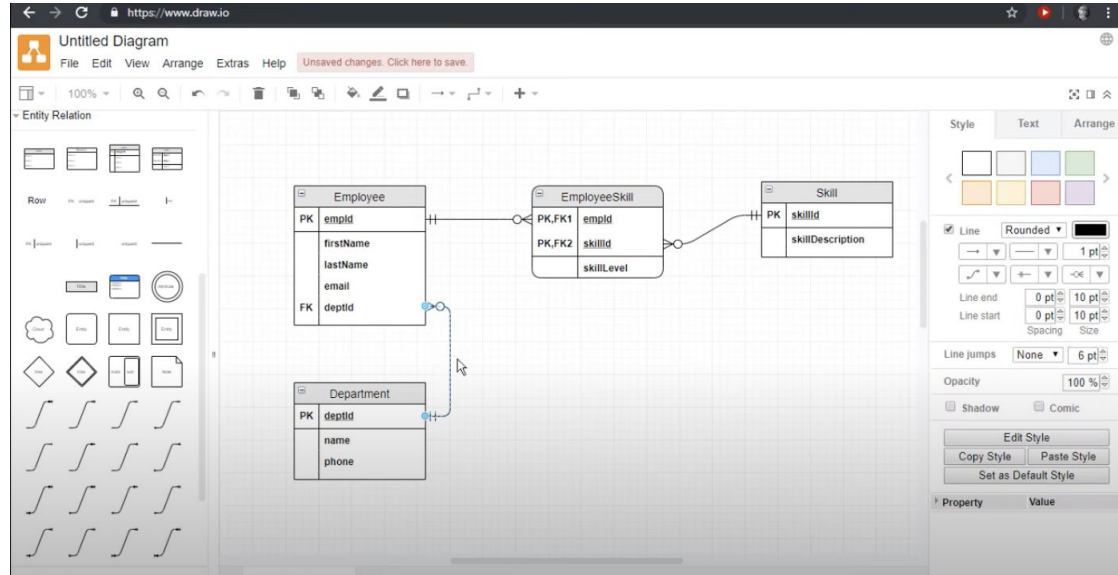 https://www.draw.io
Untitled Diagram
File Edit View Arrange Extras Help Unsaved changes. Click here to save.
100%
Entity Relation
Row
Style Text Arrange
Line Rounded
1 pt
Line end 0 pt 10 pt
Line start 0 pt 10 pt
Spacing Size
Line jumps None 6 pt
Opacity 100 %
Shadow Comic
Edit Style
Copy Style Paste Style
Set as Default Style
Property Value
Employee
PK empId
firstName
lastName
email
FK deptId
EmployeeSkill
PK,FK1 empId
PK,FK2 skillId
skillLevel
Skill
PK skillId
skillDescription
Department
PK deptId
name
phone